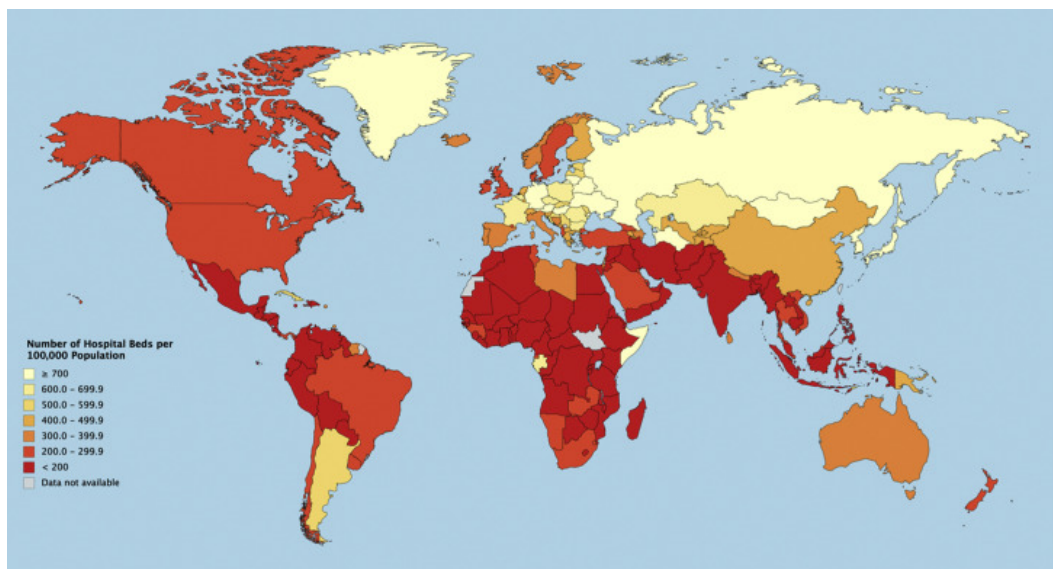 Number of Hospital Beds per
100,000 Population
≥ 700
600.0 – 699.9
500.0 – 599.9
400.0 – 499.9
300.0 – 399.9
200.0 – 299.9
< 200
Data not available